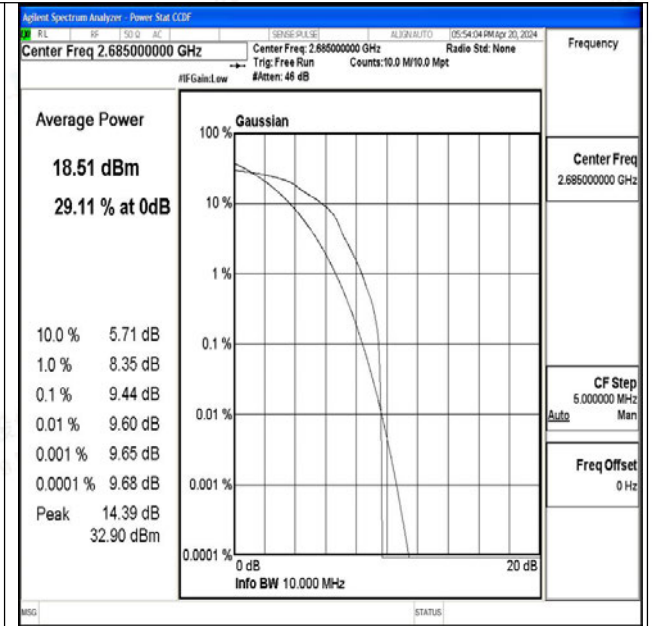 Agilent Spectrum Analyzer - Power Stat CCDF
RL RF 50 Ω AC SENSE:PULSE ALIGN AUTO 05:54:04 PM Apr 20, 2024
Center Freq 2.685000000 GHz
Center Freq: 2.685000000 GHz Radio Std: None
Trig: Free Run Counts:10.0 M/10.0 Mpt
#IFGain:Low #Atten: 46 dB
Frequency
Average Power
18.51 dBm
29.11 % at 0dB
10.0 % 5.71 dB
1.0 % 8.35 dB
0.1 % 9.44 dB
0.01 % 9.60 dB
0.001 % 9.65 dB
0.0001 % 9.68 dB
Peak 14.39 dB
32.90 dBm
Gaussian
100 %
10 %
1 %
0.1 %
0.01 %
0.001 %
0.0001 %
0 dB 20 dB
Info BW 10.000 MHz
Center Freq
2.685000000 GHz
CF Step
5.000000 MHz
Auto Man
Freq Offset
0 Hz
MSG STATUS